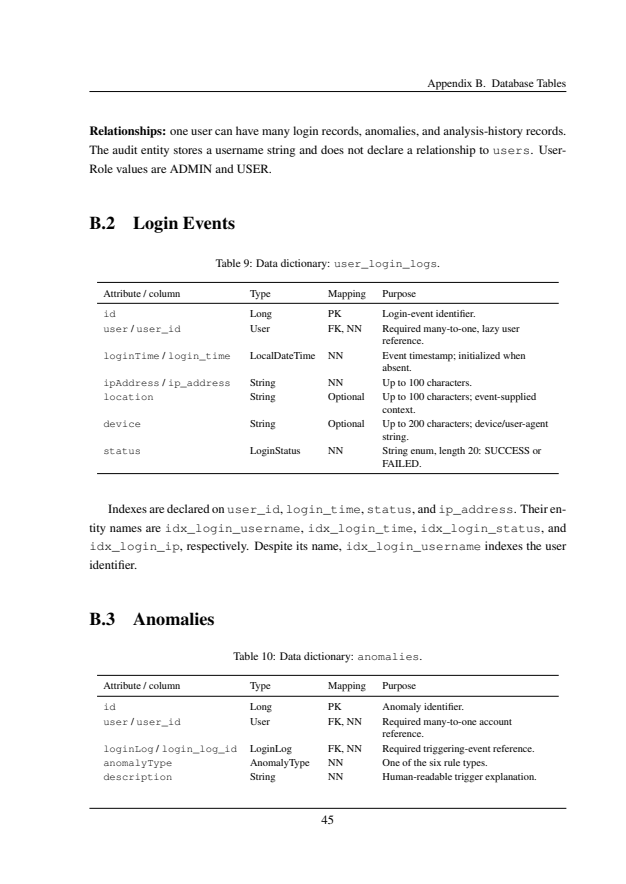 Appendix B. Database Tables
Relationships: one user can have many login records, anomalies, and analysis-history records.
The audit entity stores a username string and does not declare a relationship to users. User-
Role values are ADMIN and USER.
B.2 Login Events
Table 9: Data dictionary: user_login_logs.
Attribute / column Type Mapping Purpose
id Long PK Login-event identifier.
user / user_id User FK, NN Required many-to-one, lazy user
reference.
loginTime / login_time LocalDateTime NN Event timestamp; initialized when
absent.
ipAddress / ip_address String NN Up to 100 characters.
location String Optional Up to 100 characters; event-supplied
context.
device String Optional Up to 200 characters; device/user-agent
string.
status LoginStatus NN String enum, length 20: SUCCESS or
FAILED.
Indexes are declared on user_id, login_time, status, and ip_address. Their en-
tity names are idx_login_username, idx_login_time, idx_login_status, and
idx_login_ip, respectively. Despite its name, idx_login_username indexes the user
identifier.
B.3 Anomalies
Table 10: Data dictionary: anomalies.
Attribute / column Type Mapping Purpose
id Long PK Anomaly identifier.
user / user_id User FK, NN Required many-to-one account
reference.
loginLog / login_log_id LoginLog FK, NN Required triggering-event reference.
anomalyType AnomalyType NN One of the six rule types.
description String NN Human-readable trigger explanation.
45